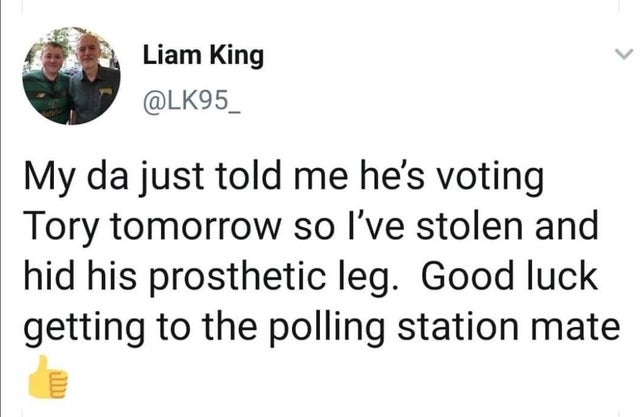 Liam King
@LK95_
My da just told me he's voting
Tory tomorrow so I've stolen and
hid his prosthetic leg.  Good luck
getting to the polling station mate
👍